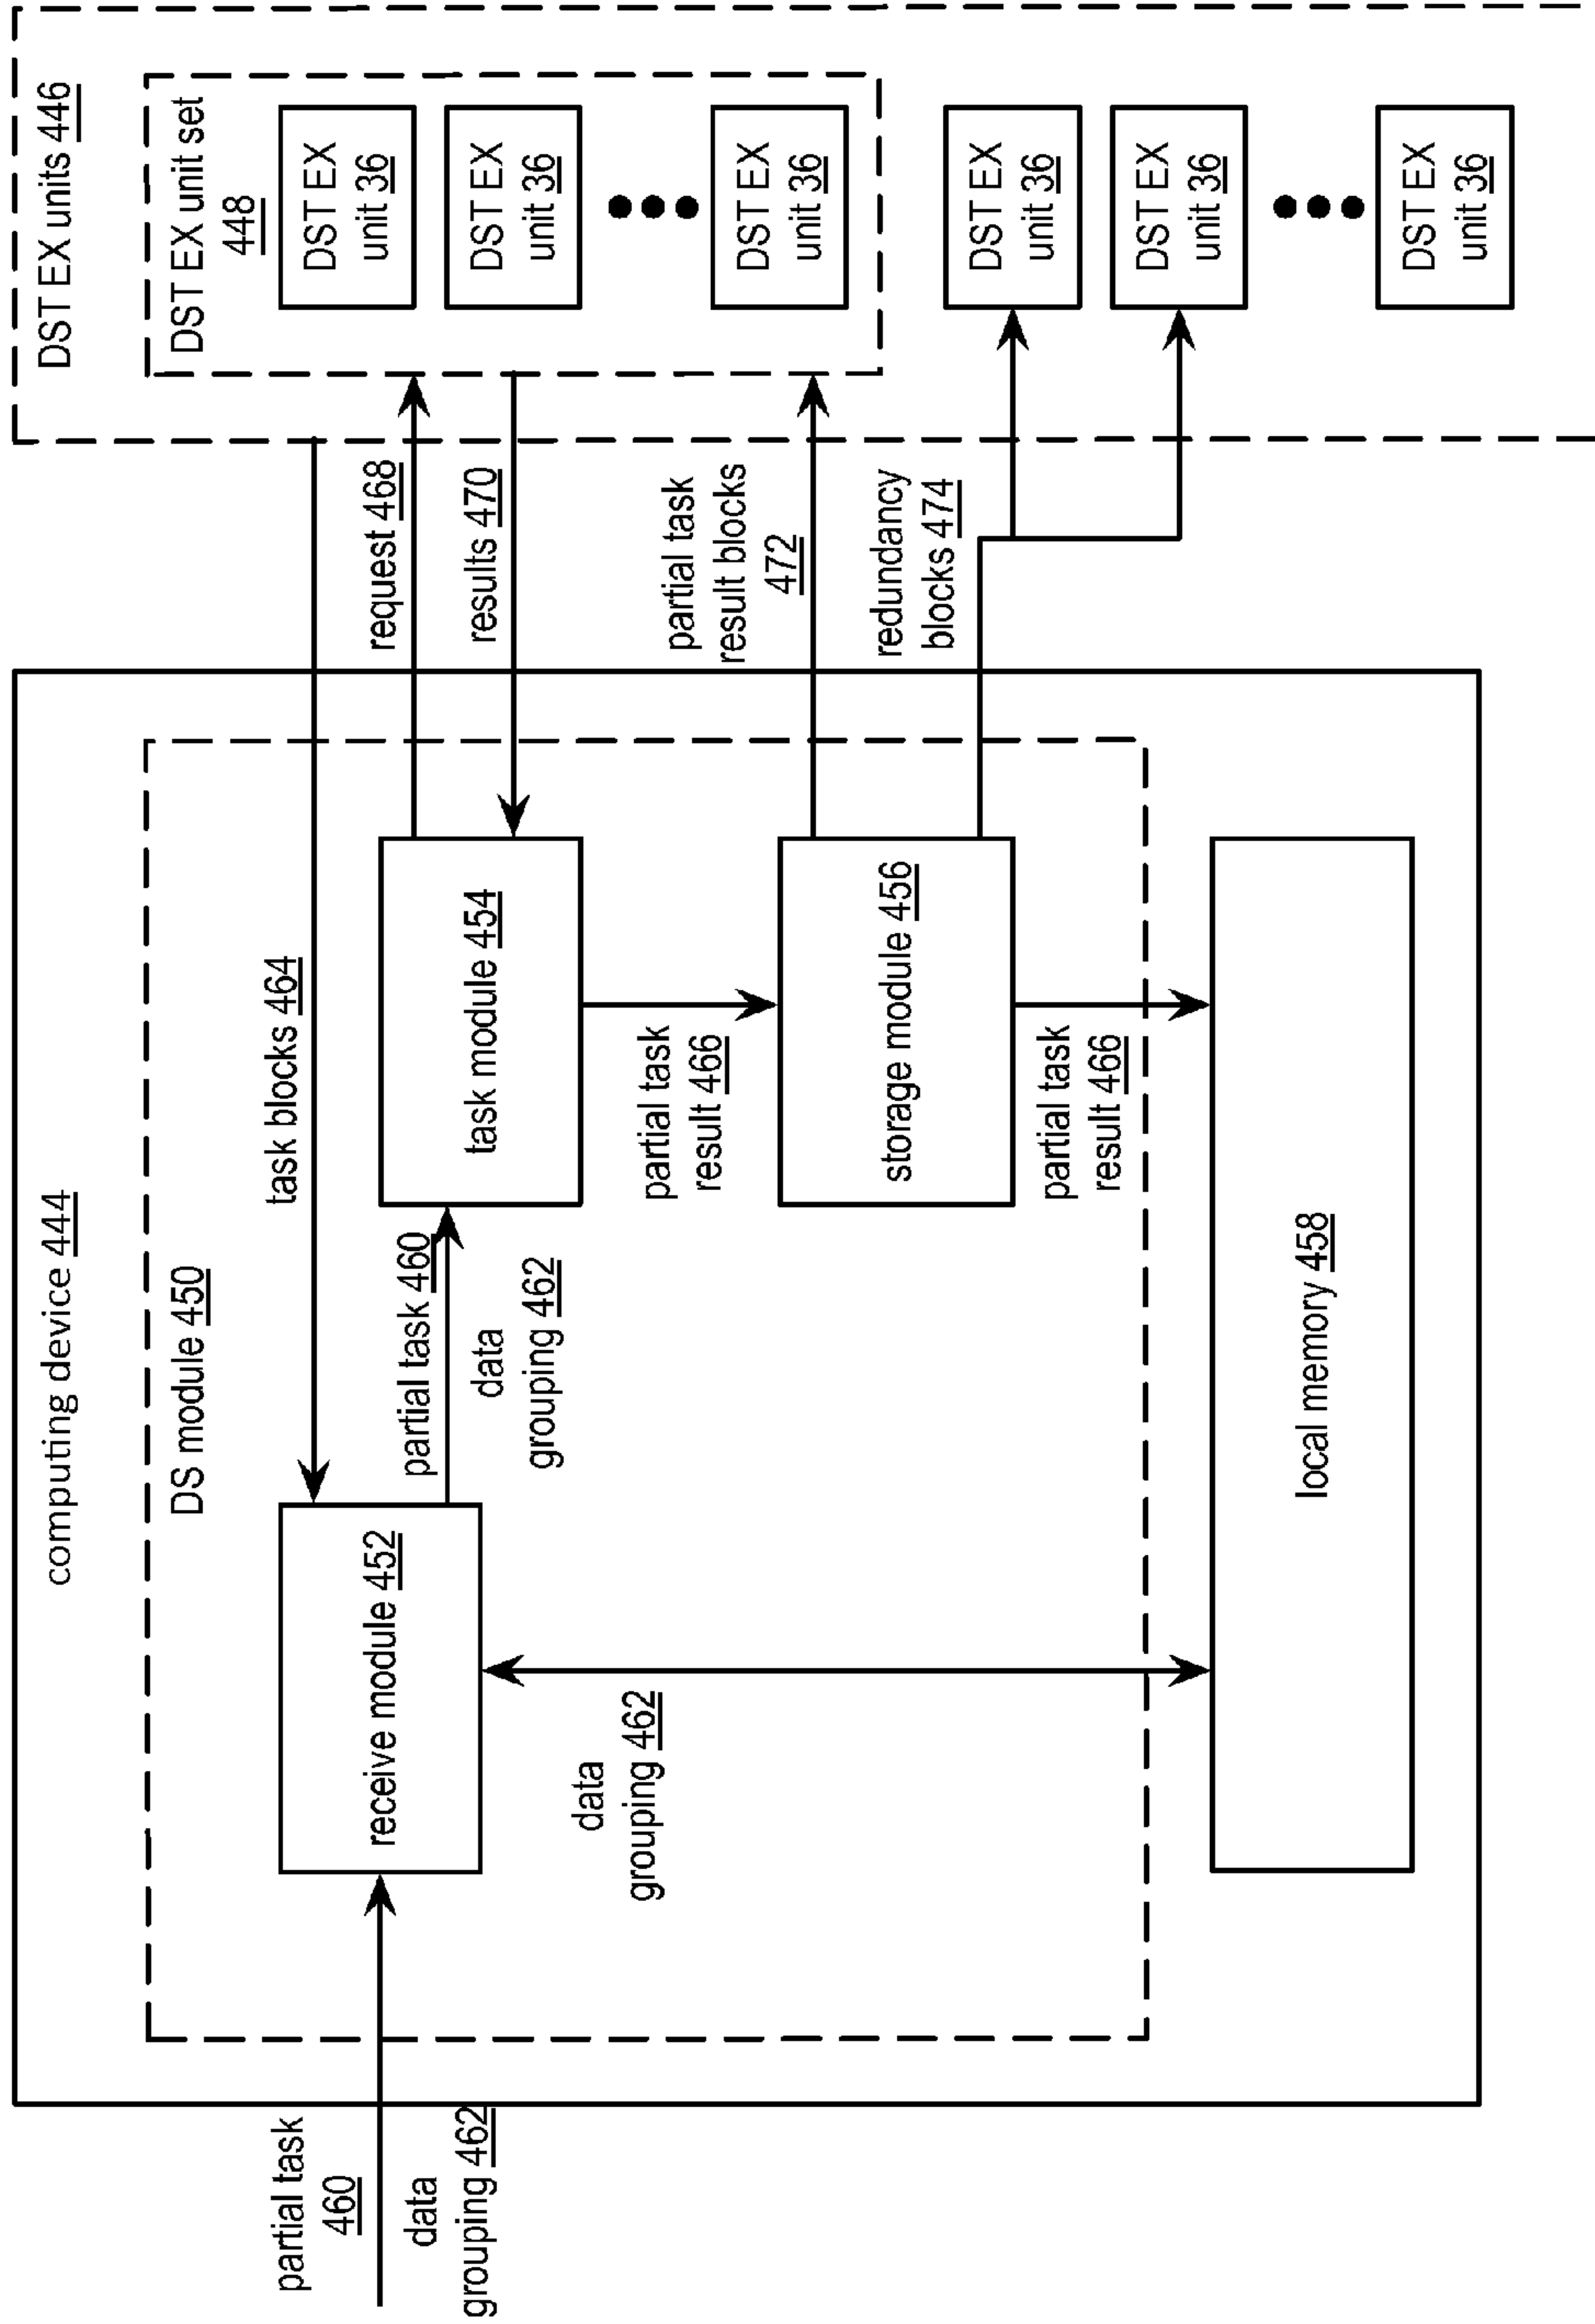 computing device 444
DS module 450
partial task
460
data
grouping 462
receive module 452
data
grouping 462
task blocks 464
partial task 460
data
grouping 462
task module 454
partial task
result 466
storage module 456
partial task
result 466
local memory 458
request 468
results 470
partial task
result blocks
472
redundancy
blocks 474
DST EX units 446
DST EX unit set
448
DST EX
unit 36
DST EX
unit 36
DST EX
unit 36
DST EX
unit 36
DST EX
unit 36
DST EX
unit 36